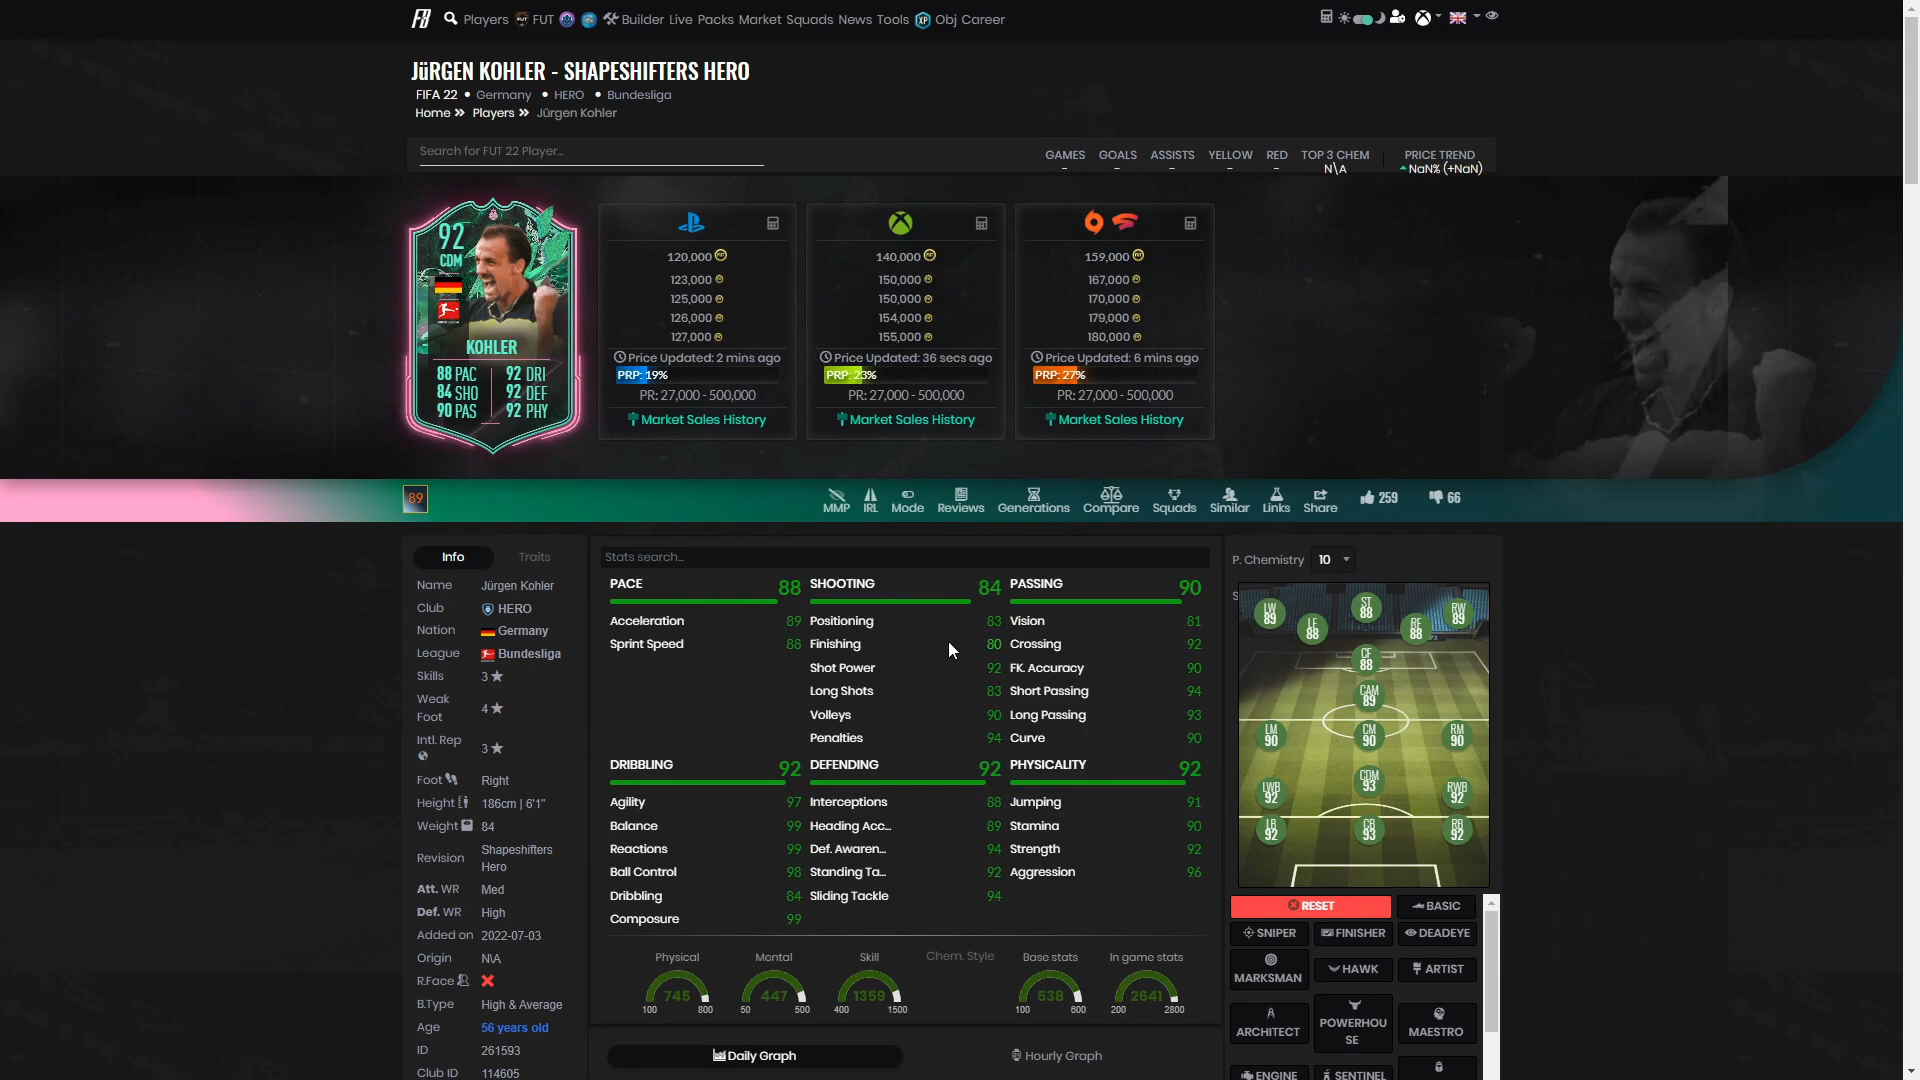 Players FUT Builder Live Packs Market Squads News Tools XP Obj Career
JüRGEN KOHLER - SHAPESHIFTERS HERO
FIFA 22 • Germany • HERO • Bundesliga
Home » Players » Jürgen Kohler
Search for FUT 22 Player...
GAMES GOALS ASSISTS YELLOW RED TOP 3 CHEM PRICE TREND
- - - - - N\A NaN% (+NaN)
92
CDM
KOHLER
88 PAC 92 DRI
84 SHO 92 DEF
90 PAS 92 PHY
120,000
123,000
125,000
126,000
127,000
Price Updated: 2 mins ago
PRP: 19%
PR: 27,000 - 500,000
Market Sales History
140,000
150,000
150,000
154,000
155,000
Price Updated: 36 secs ago
PRP: 23%
PR: 27,000 - 500,000
Market Sales History
159,000
167,000
170,000
179,000
180,000
Price Updated: 6 mins ago
PRP: 27%
PR: 27,000 - 500,000
Market Sales History
89
MMP IRL Mode Reviews Generations Compare Squads Similar Links Share 259 66
Info Traits
Name Jürgen Kohler
Club HERO
Nation Germany
League Bundesliga
Skills 3
Weak Foot 4
Intl. Rep 3
Foot Right
Height 186cm | 6'1"
Weight 84
Revision Shapeshifters Hero
Att. WR Med
Def. WR High
Added on 2022-07-03
Origin N\A
R.Face
B.Type High & Average
Age 56 years old
ID 261593
Club ID 114605
Stats search...
PACE 88
Acceleration 89
Sprint Speed 88
SHOOTING 84
Positioning 83
Finishing 80
Shot Power 92
Long Shots 83
Volleys 90
Penalties 94
PASSING 90
Vision 81
Crossing 92
FK. Accuracy 90
Short Passing 94
Long Passing 93
Curve 90
DRIBBLING 92
Agility 97
Balance 99
Reactions 99
Ball Control 98
Dribbling 84
Composure 99
DEFENDING 92
Interceptions 88
Heading Acc... 89
Def. Awaren... 94
Standing Ta... 92
Sliding Tackle 94
PHYSICALITY 92
Jumping 91
Stamina 90
Strength 92
Aggression 96
Physical Mental Skill Chem. Style Base stats In game stats
745 447 1359 538 2641
100 800 50 500 400 1500 100 600 200 2800
Daily Graph Hourly Graph
P. Chemistry 10
S
LW 89
LF 88
ST 88
RF 88
RW 89
CF 88
CAM 89
LM 90
CM 90
RM 90
LWB 92
CDM 93
RWB 92
LB 92
CB 93
RB 92
RESET BASIC
SNIPER FINISHER DEADEYE
MARKSMAN HAWK ARTIST
ARCHITECT POWERHOUSE MAESTRO
ENGINE SENTINEL